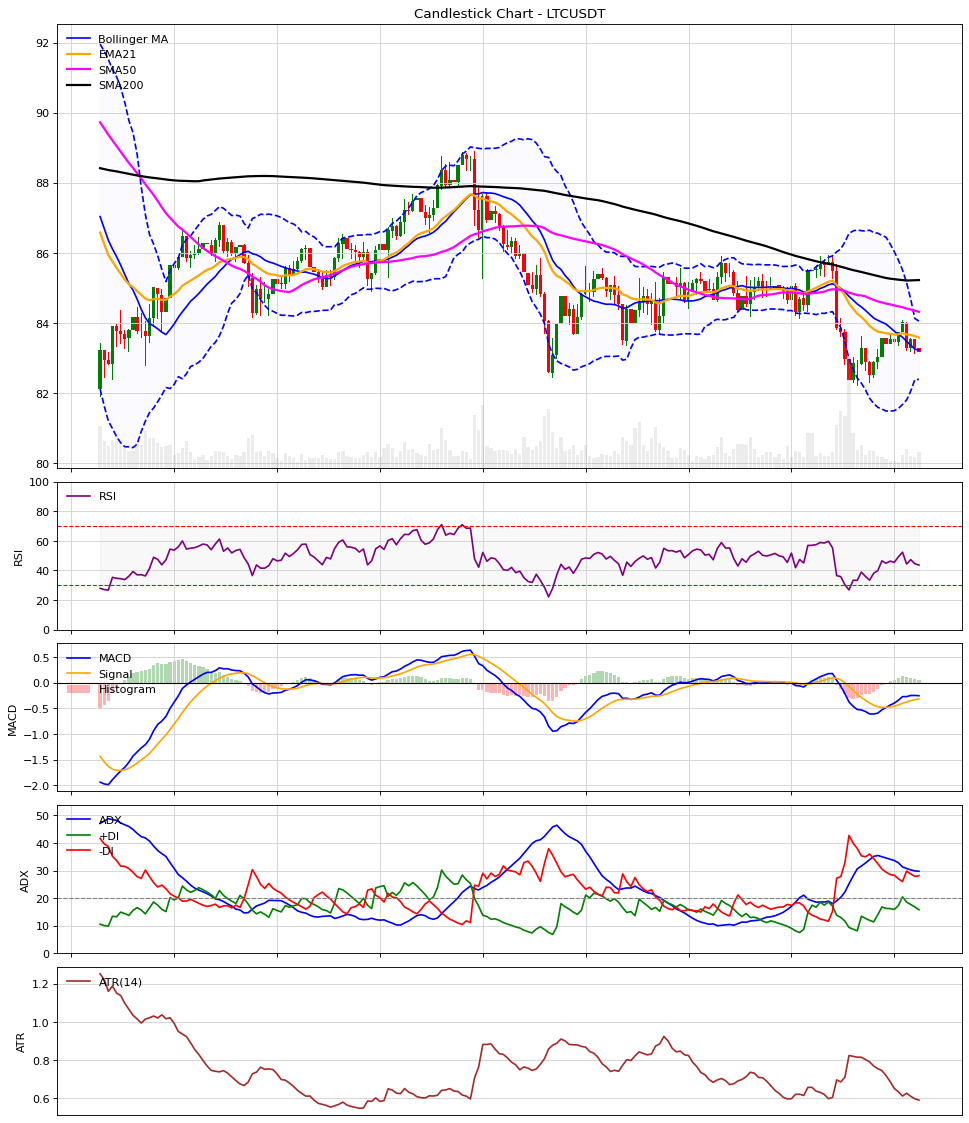 Candlestick Chart - LTCUSDT
Bollinger MA
EMA21
SMA50
SMA200
92
90
88
86
84
82
80
RSI
RSI
100
80
60
40
20
0
MACD
Signal
Histogram
MACD
0.5
0.0
−0.5
−1.0
−1.5
−2.0
ADX
+DI
-DI
ADX
50
40
30
20
10
0
ATR(14)
ATR
1.2
1.0
0.8
0.6